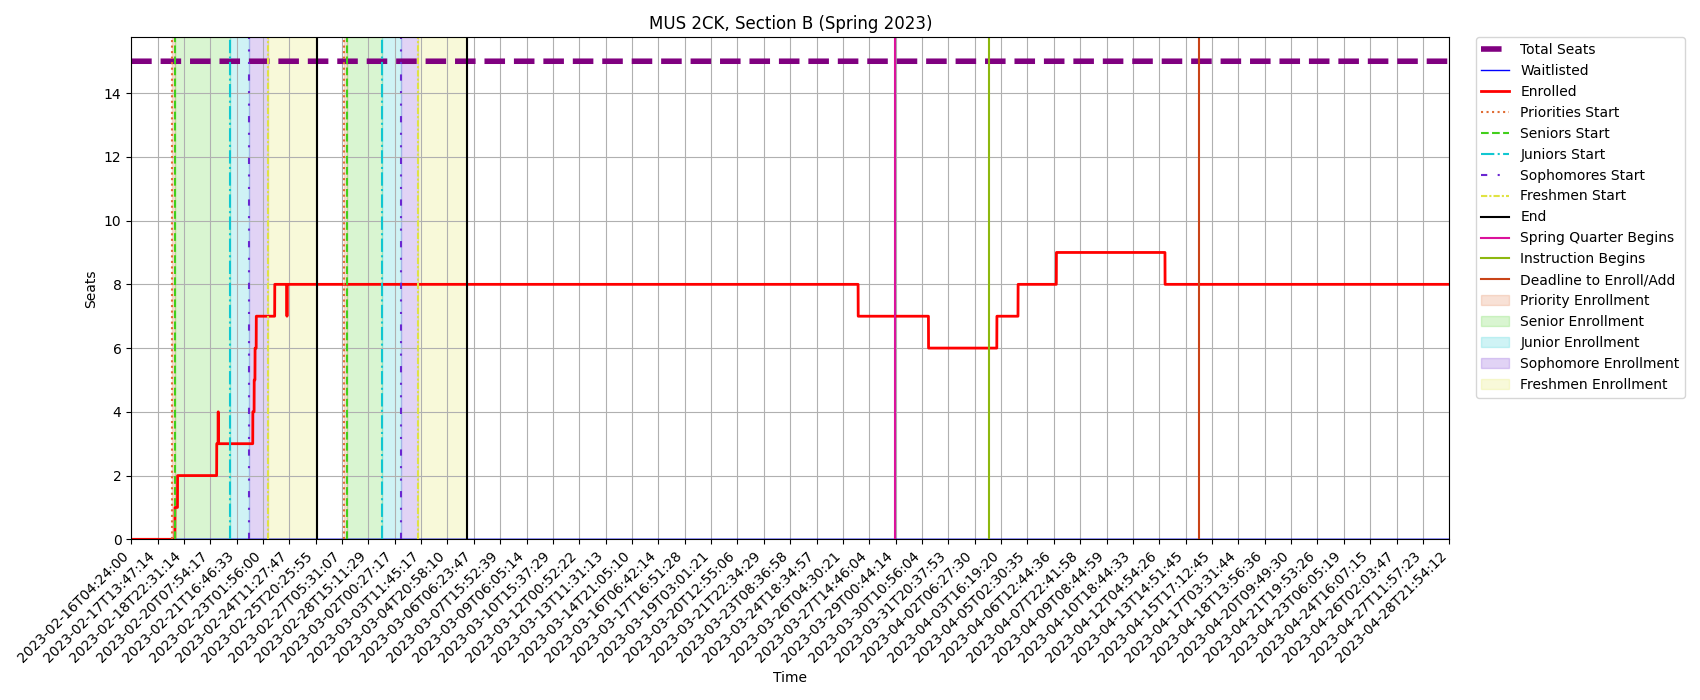 MUS 2CK, Section B (Spring 2023)
Total Seats
Waitlisted
Enrolled
Priorities Start
Seniors Start
Juniors Start
Sophomores Start
Freshmen Start
End
Spring Quarter Begins
Instruction Begins
Deadline to Enroll/Add
Priority Enrollment
Senior Enrollment
Junior Enrollment
Sophomore Enrollment
Freshmen Enrollment
Seats
14
12
10
8
6
4
2
0
2023-02-16T04:24:00
2023-02-17T13:47:14
2023-02-18T22:31:14
2023-02-20T07:54:17
2023-02-21T16:46:33
2023-02-23T01:56:00
2023-02-24T11:27:47
2023-02-25T20:25:55
2023-02-27T05:31:07
2023-02-28T15:11:29
2023-03-02T00:27:17
2023-03-03T11:45:17
2023-03-04T20:58:10
2023-03-06T06:23:47
2023-03-07T15:52:39
2023-03-09T06:05:14
2023-03-10T15:37:29
2023-03-12T00:52:22
2023-03-13T11:31:13
2023-03-14T21:05:10
2023-03-16T06:42:14
2023-03-17T16:51:28
2023-03-19T03:01:21
2023-03-20T12:55:06
2023-03-21T22:34:29
2023-03-23T08:36:58
2023-03-24T18:34:57
2023-03-26T04:30:21
2023-03-27T14:46:04
2023-03-29T00:44:14
2023-03-30T10:56:04
2023-03-31T20:37:53
2023-04-02T06:27:30
2023-04-03T16:19:20
2023-04-05T02:30:35
2023-04-06T12:44:36
2023-04-07T22:41:58
2023-04-09T08:44:59
2023-04-10T18:44:33
2023-04-12T04:54:26
2023-04-13T14:51:45
2023-04-15T17:12:45
2023-04-17T03:31:44
2023-04-18T13:56:36
2023-04-20T09:49:30
2023-04-21T19:53:26
2023-04-23T06:05:19
2023-04-24T16:07:15
2023-04-26T02:03:47
2023-04-27T11:57:23
2023-04-28T21:54:12
Time